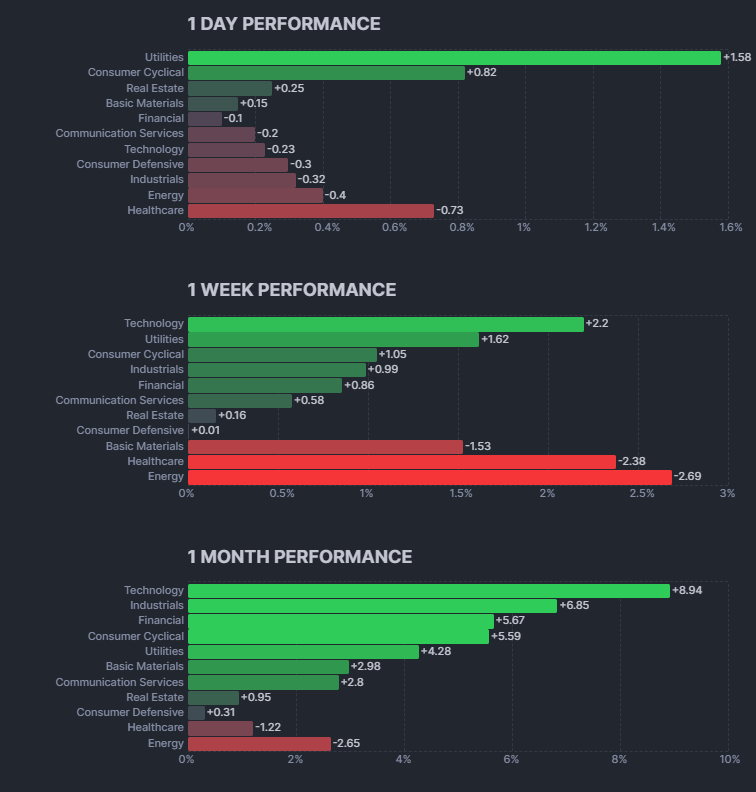 1 DAY PERFORMANCE
Utilities +1.58
Consumer Cyclical +0.82
Real Estate +0.25
Basic Materials +0.15
Financial -0.1
Communication Services -0.2
Technology -0.23
Consumer Defensive -0.3
Industrials -0.32
Energy -0.4
Healthcare -0.73
0% 0.2% 0.4% 0.6% 0.8% 1% 1.2% 1.4% 1.6%
1 WEEK PERFORMANCE
Technology +2.2
Utilities +1.62
Consumer Cyclical +1.05
Industrials +0.99
Financial +0.86
Communication Services +0.58
Real Estate +0.16
Consumer Defensive +0.01
Basic Materials -1.53
Healthcare -2.38
Energy -2.69
0% 0.5% 1% 1.5% 2% 2.5% 3%
1 MONTH PERFORMANCE
Technology +8.94
Industrials +6.85
Financial +5.67
Consumer Cyclical +5.59
Utilities +4.28
Basic Materials +2.98
Communication Services +2.8
Real Estate +0.95
Consumer Defensive +0.31
Healthcare -1.22
Energy -2.65
0% 2% 4% 6% 8% 10%